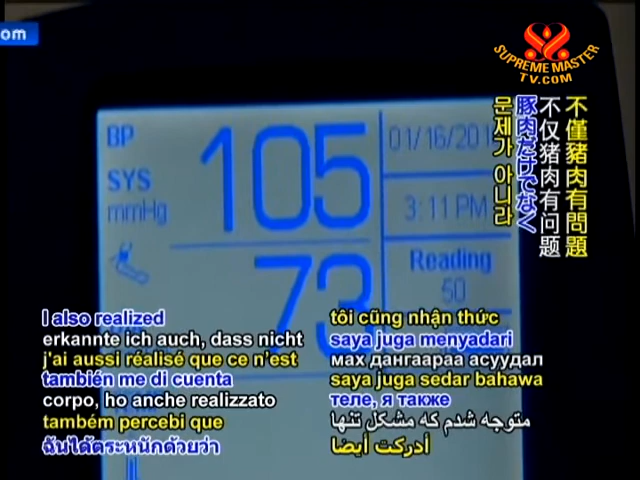 om
SUPREME MASTER
TV.COM
BP
SYS
mmHg
105
01/16/201
3:11 PM
73
Reading
50
不僅豬肉有問題
不仅猪肉有问题
豚肉だけでなく
문제가 아니라
I also realized
erkannte ich auch, dass nicht
j'ai aussi réalisé que ce n'est
también me di cuenta
corpo, ho anche realizzato
também percebi que
ฉันได้ตระหนักด้วยว่า
tôi cũng nhận thức
saya juga menyadari
мах дангаараа асуудал
saya juga sedar bahawa
теле, я также
متوجه شدم که مشکل تنها
أدركت أيضا